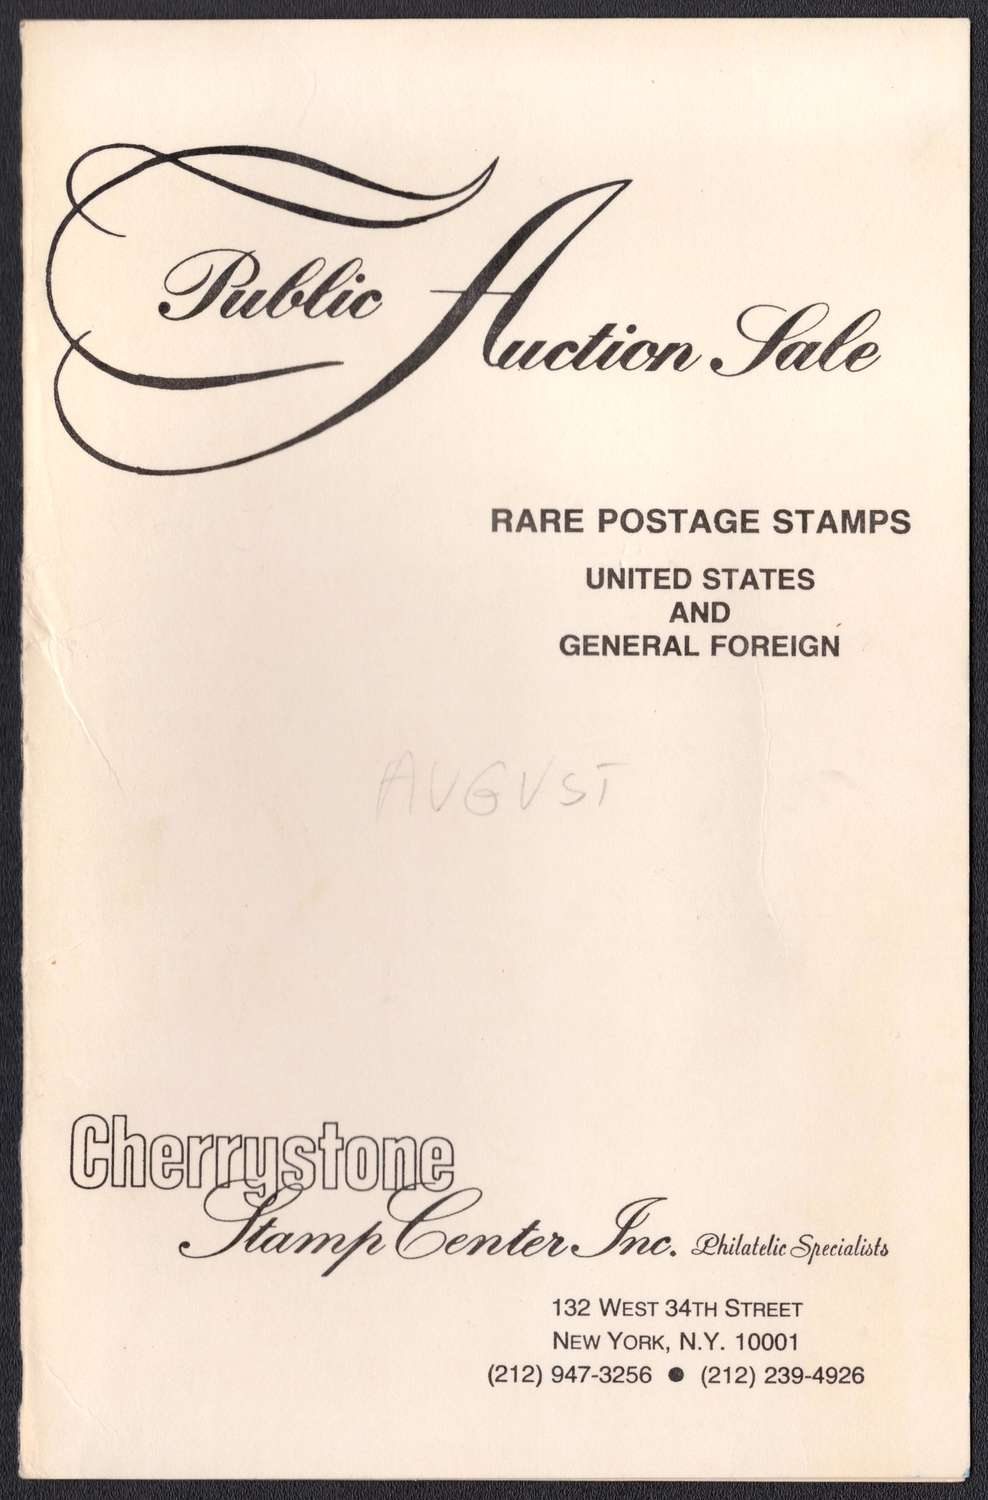 Public Auction Sale
RARE POSTAGE STAMPS
UNITED STATES
AND
GENERAL FOREIGN
AUGUST
Cherrystone
Stamp Center Inc. Philatelic Specialists
132 WEST 34TH STREET
NEW YORK, N.Y. 10001
(212) 947-3256 ● (212) 239-4926